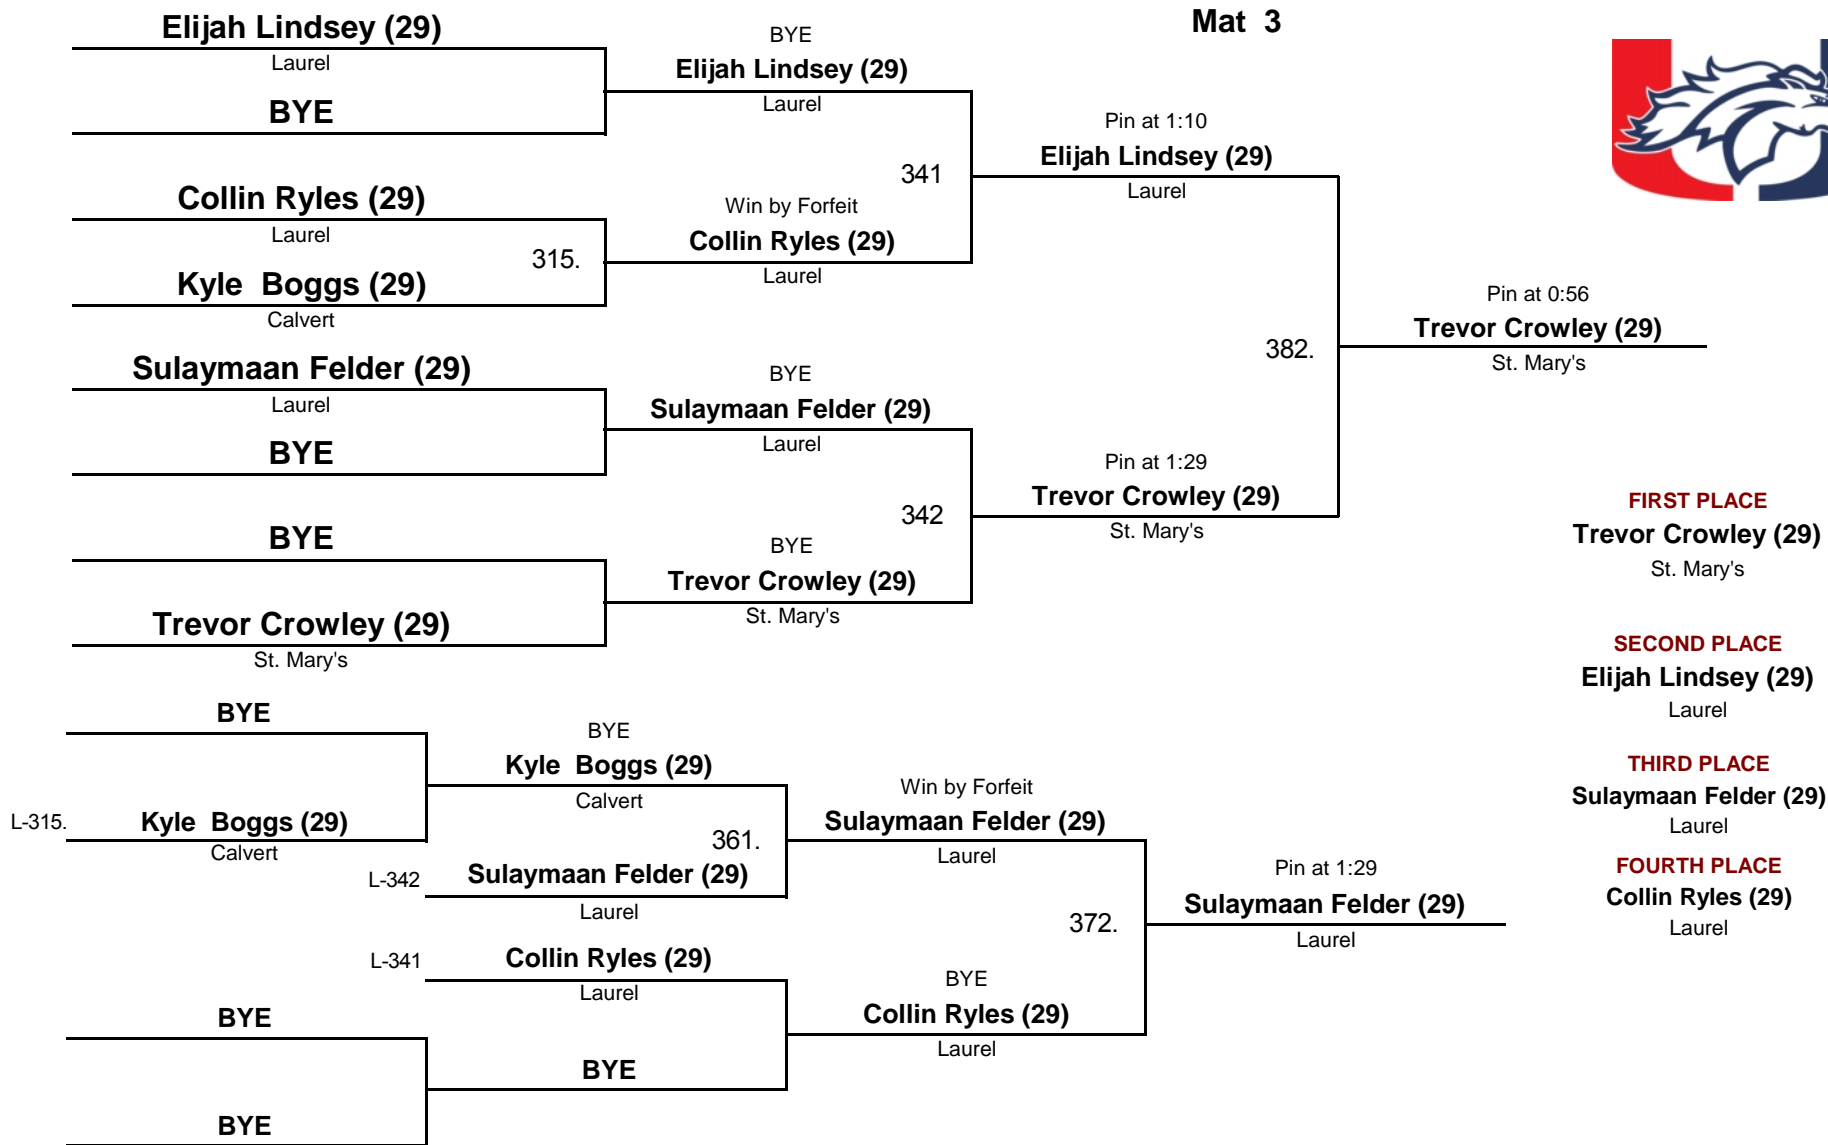 Mat 3
Elijah Lindsey (29)
Laurel
BYE
Collin Ryles (29)
Laurel
315.
Kyle Boggs (29)
Calvert
Sulaymaan Felder (29)
Laurel
BYE
BYE
Trevor Crowley (29)
St. Mary's
BYE
Elijah Lindsey (29)
Laurel
341
Win by Forfeit
Collin Ryles (29)
Laurel
BYE
Sulaymaan Felder (29)
Laurel
342
BYE
Trevor Crowley (29)
St. Mary's
Pin at 1:10
Elijah Lindsey (29)
Laurel
382.
Pin at 1:29
Trevor Crowley (29)
St. Mary's
Pin at 0:56
Trevor Crowley (29)
St. Mary's
FIRST PLACE
Trevor Crowley (29)
St. Mary's
SECOND PLACE
Elijah Lindsey (29)
Laurel
THIRD PLACE
Sulaymaan Felder (29)
Laurel
FOURTH PLACE
Collin Ryles (29)
Laurel
BYE
L-315.
Kyle Boggs (29)
Calvert
BYE
Kyle Boggs (29)
Calvert
361.
L-342
Sulaymaan Felder (29)
Laurel
L-341
Collin Ryles (29)
Laurel
BYE
BYE
BYE
Win by Forfeit
Sulaymaan Felder (29)
Laurel
372.
BYE
Collin Ryles (29)
Laurel
Pin at 1:29
Sulaymaan Felder (29)
Laurel